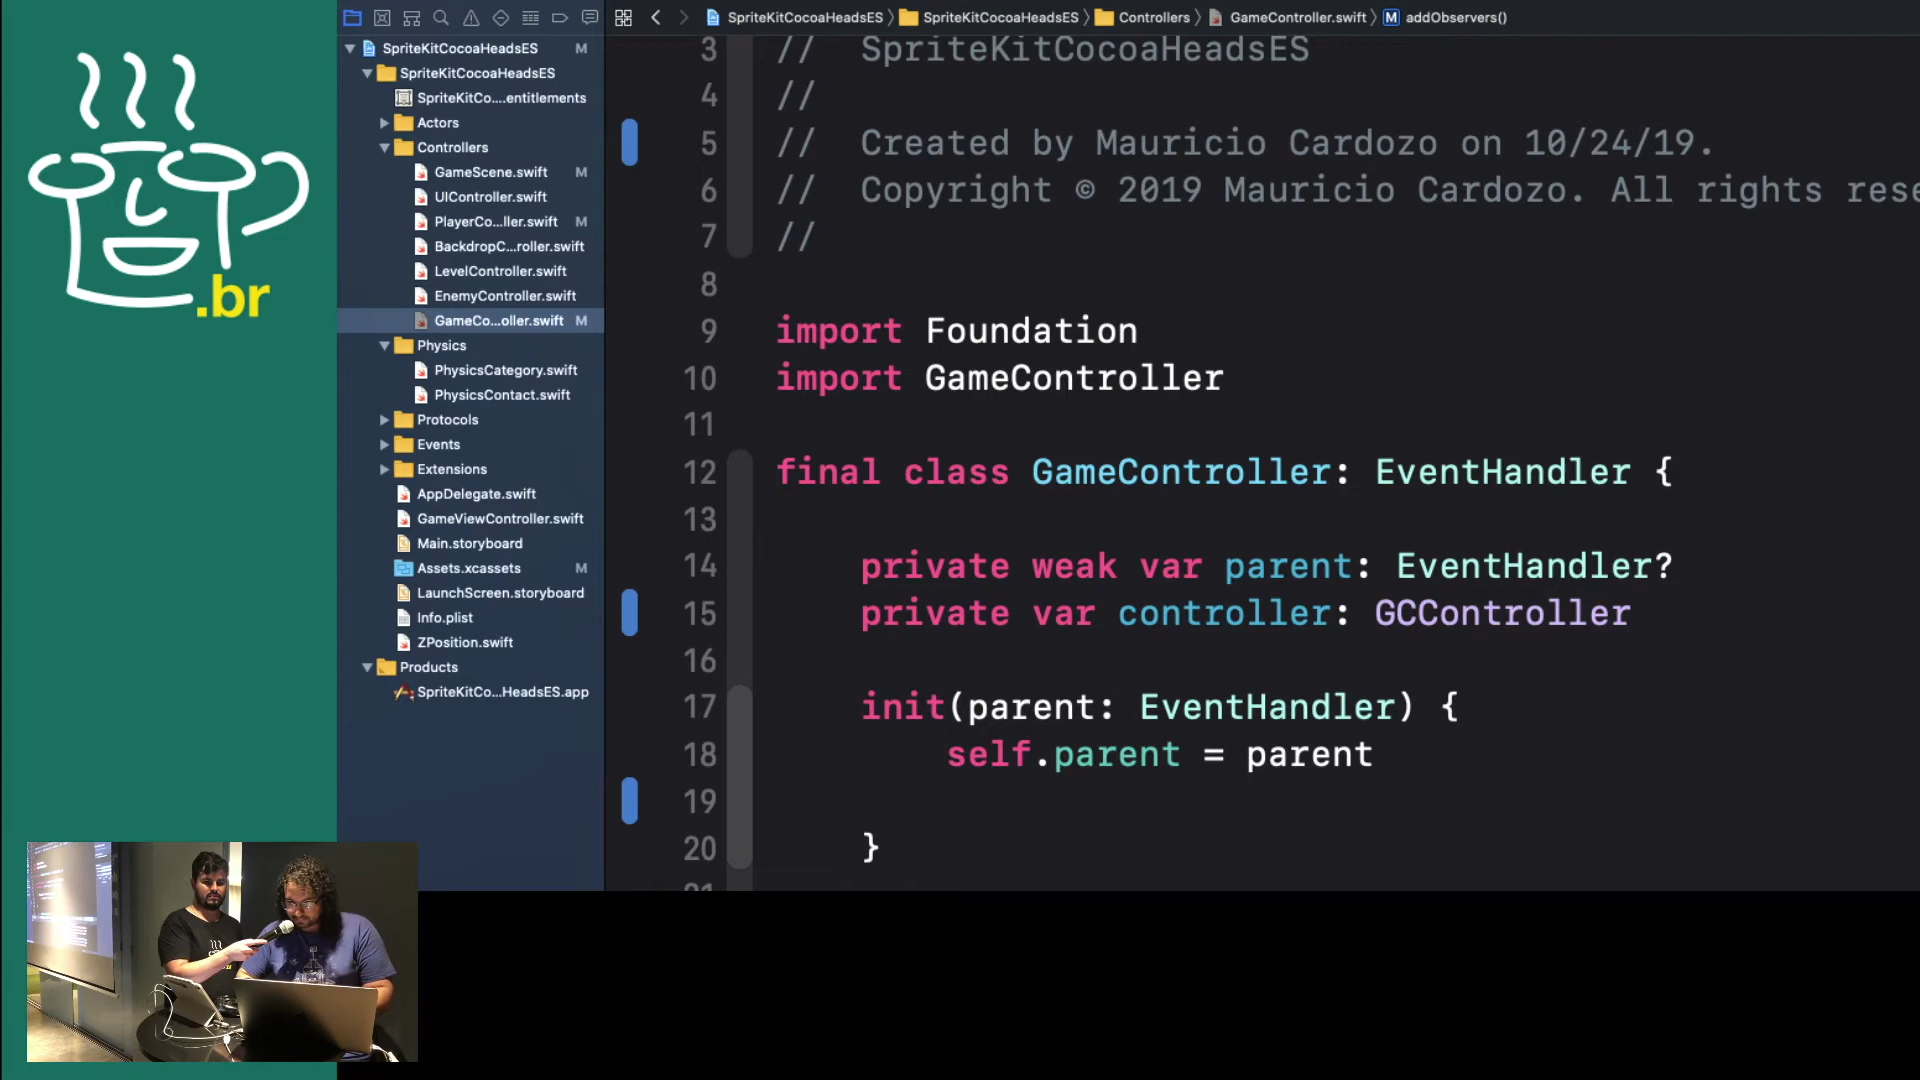 .br
SpriteKitCocoaHeadsES M
SpriteKitCocoaHeadsES
SpriteKitCo....entitlements
Actors
Controllers
GameScene.swift M
UIController.swift
PlayerCo...ller.swift M
BackdropC...roller.swift
LevelController.swift
EnemyController.swift
GameCo...oller.swift M
Physics
PhysicsCategory.swift
PhysicsContact.swift
Protocols
Events
Extensions
AppDelegate.swift
GameViewController.swift
Main.storyboard
Assets.xcassets M
LaunchScreen.storyboard
Info.plist
ZPosition.swift
Products
SpriteKitCo...HeadsES.app
SpriteKitCocoaHeadsES SpriteKitCocoaHeadsES Controllers GameController.swift M addObservers()
3 // SpriteKitCocoaHeadsES
4 //
5 // Created by Mauricio Cardozo on 10/24/19.
6 // Copyright © 2019 Mauricio Cardozo. All rights rese
7 //
8
9 import Foundation
10 import GameController
11
12 final class GameController: EventHandler {
13
14 private weak var parent: EventHandler?
15 private var controller: GCController
16
17 init(parent: EventHandler) {
18 self.parent = parent
19
20 }